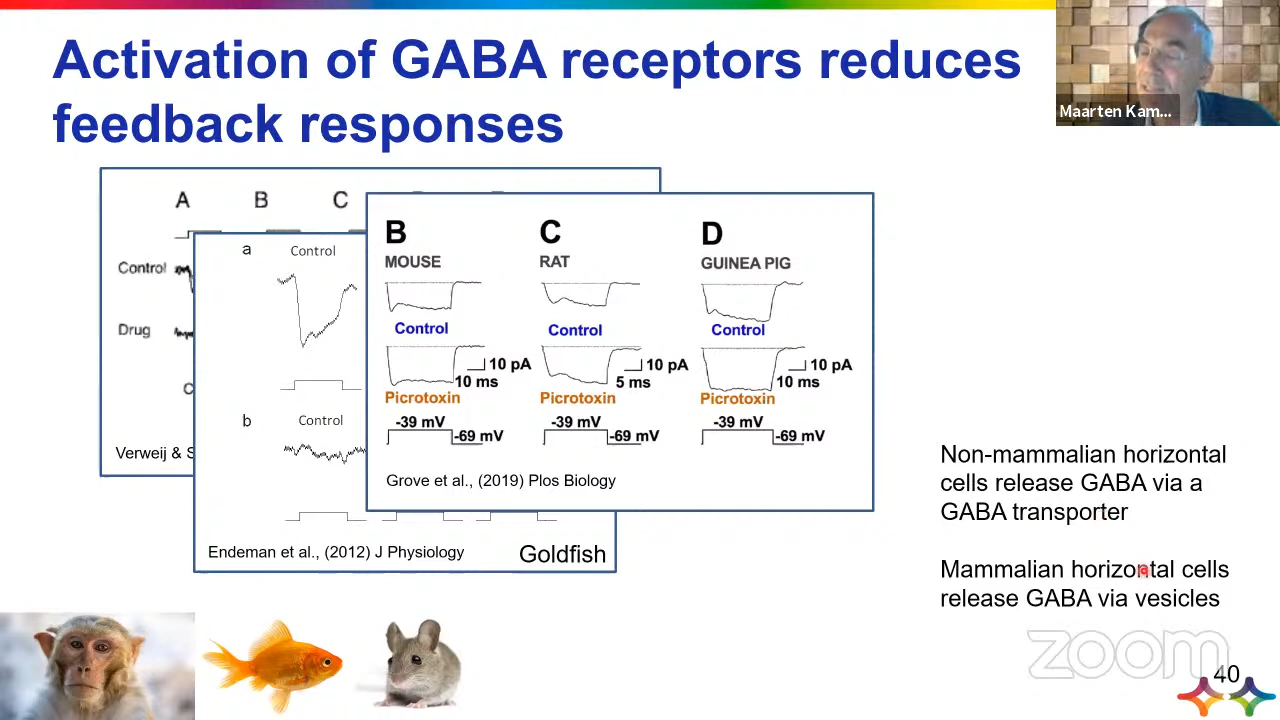 Activation of GABA receptors reduces
feedback responses
Maarten Kam...
A B C
Control
Drug
Verweij & S
a Control
b Control
Endeman et al., (2012) J Physiology
Goldfish
B C D
MOUSE RAT GUINEA PIG
Control Control Control
10 pA 10 pA 10 pA
10 ms 5 ms 10 ms
Picrotoxin Picrotoxin Picrotoxin
-39 mV -39 mV -39 mV
-69 mV -69 mV -69 mV
Grove et al., (2019) Plos Biology
Non-mammalian horizontal
cells release GABA via a
GABA transporter
Mammalian horizontal cells
release GABA via vesicles
zoom
40